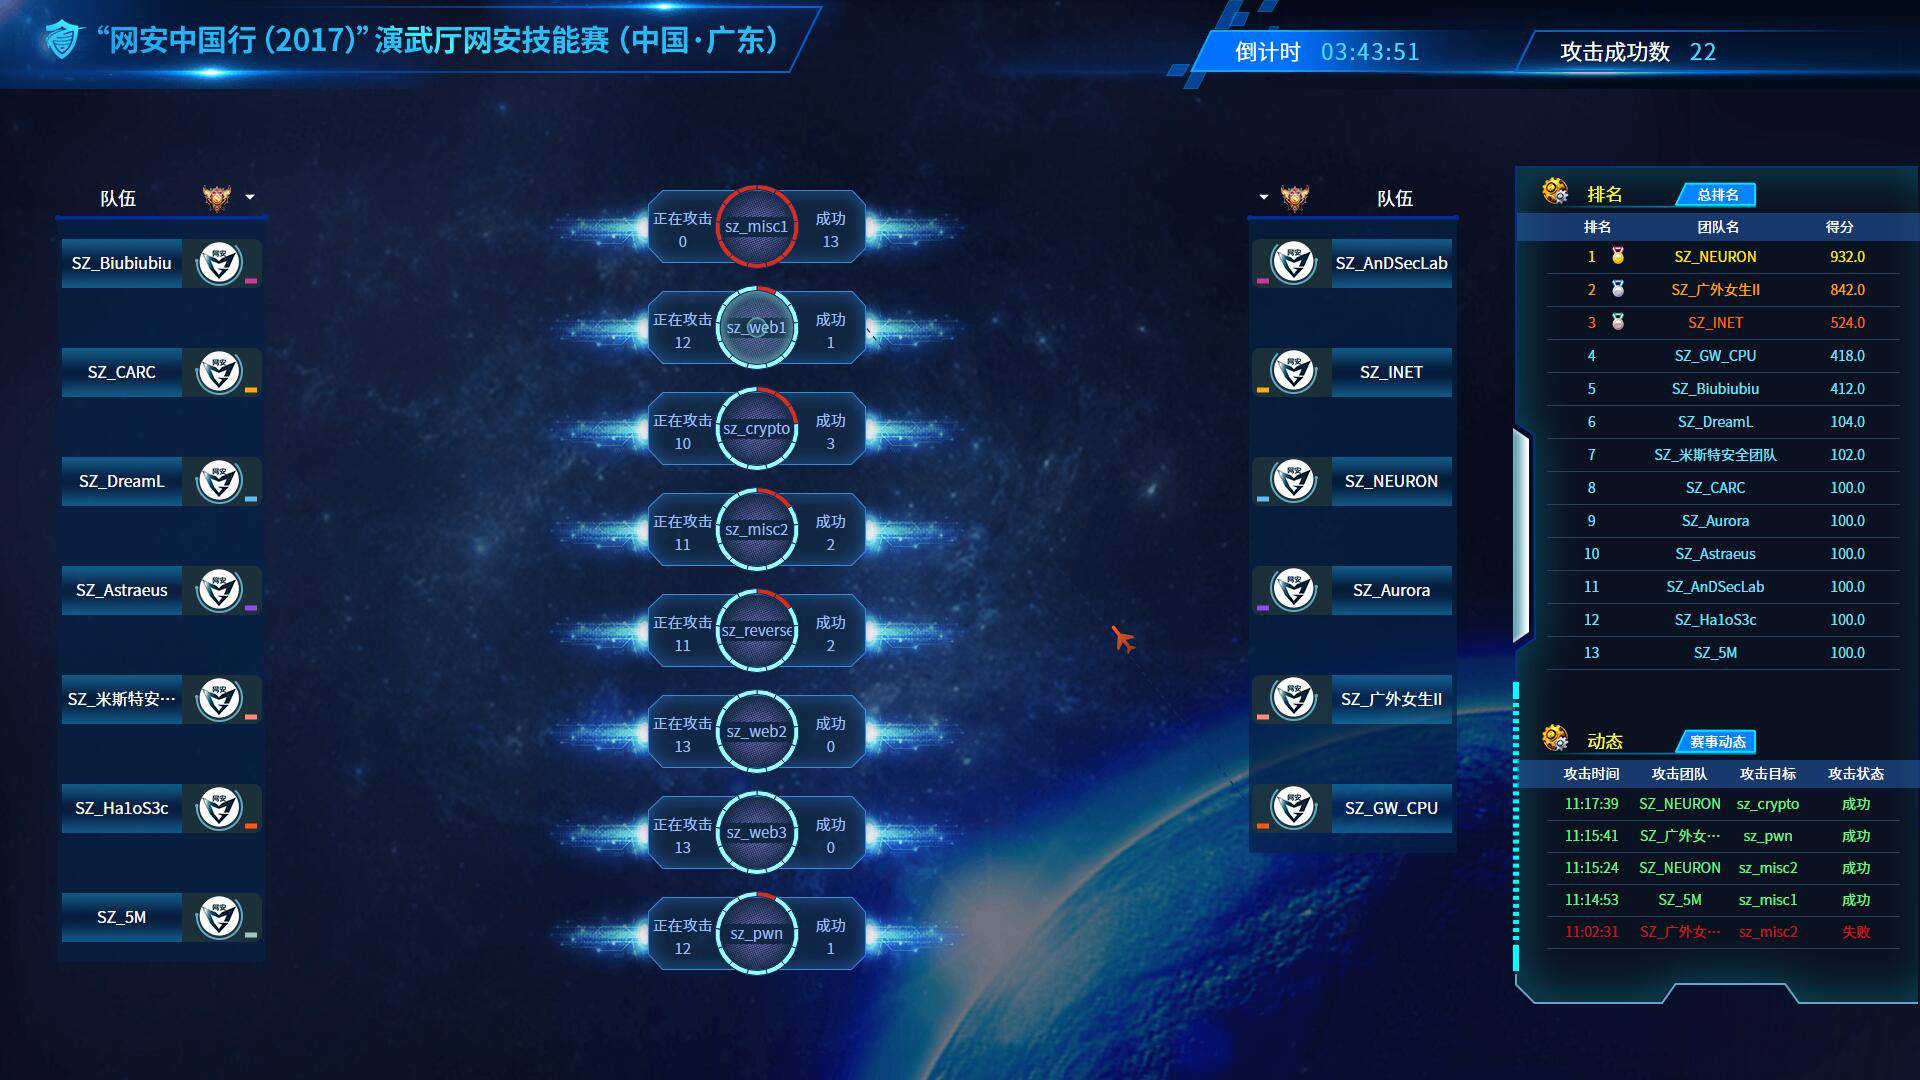 “网安中国行（2017）”演武厅网安技能赛（中国·广东）
倒计时 03:43:51
攻击成功数 22
队伍
SZ_Biubiubiu
SZ_CARC
SZ_DreamL
SZ_Astraeus
SZ_米斯特安…
SZ_Ha1oS3c
SZ_5M
正在攻击 0 sz_misc1 成功 13
正在攻击 12 sz_web1 成功 1
正在攻击 10 sz_crypto 成功 3
正在攻击 11 sz_misc2 成功 2
正在攻击 11 sz_reverse 成功 2
正在攻击 13 sz_web2 成功 0
正在攻击 13 sz_web3 成功 0
正在攻击 12 sz_pwn 成功 1
队伍
SZ_AnDSecLab
SZ_INET
SZ_NEURON
SZ_Aurora
SZ_广外女生II
SZ_GW_CPU
排名 总排名
排名 团队名 得分
1 SZ_NEURON 932.0
2 SZ_广外女生II 842.0
3 SZ_INET 524.0
4 SZ_GW_CPU 418.0
5 SZ_Biubiubiu 412.0
6 SZ_DreamL 104.0
7 SZ_米斯特安全团队 102.0
8 SZ_CARC 100.0
9 SZ_Aurora 100.0
10 SZ_Astraeus 100.0
11 SZ_AnDSecLab 100.0
12 SZ_Ha1oS3c 100.0
13 SZ_5M 100.0
动态 赛事动态
攻击时间 攻击团队 攻击目标 攻击状态
11:17:39 SZ_NEURON sz_crypto 成功
11:15:41 SZ_广外女… sz_pwn 成功
11:15:24 SZ_NEURON sz_misc2 成功
11:14:53 SZ_5M sz_misc1 成功
11:02:31 SZ_广外女… sz_misc2 失败